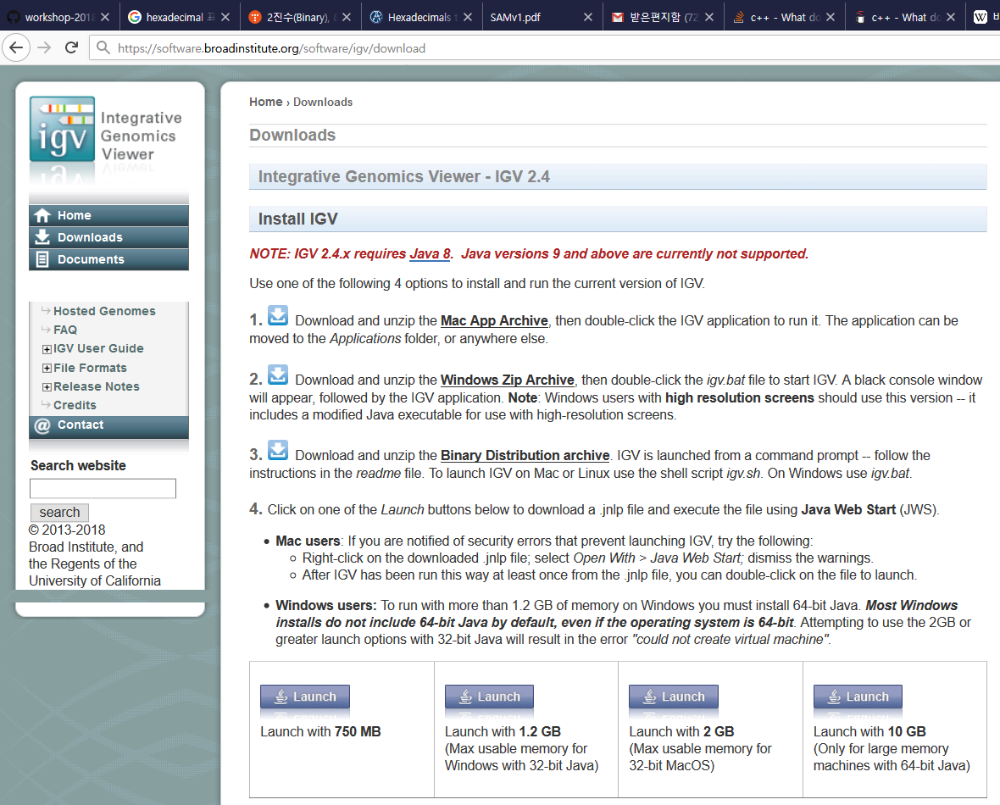 workshop-2018
hexadecimal 표
2진수(Binary), 8
Hexadecimals t
SAMv1.pdf
받은편지함 (72
c++ - What do
c++ - What do
https://software.broadinstitute.org/software/igv/download
igv
Integrative
Genomics
Viewer
Home
Downloads
Documents
Hosted Genomes
FAQ
IGV User Guide
File Formats
Release Notes
Credits
Contact
Search website
search
© 2013-2018
Broad Institute, and
the Regents of the
University of California
Home › Downloads
Downloads
Integrative Genomics Viewer - IGV 2.4
Install IGV
NOTE: IGV 2.4.x requires Java 8. Java versions 9 and above are currently not supported.
Use one of the following 4 options to install and run the current version of IGV.
1. Download and unzip the Mac App Archive, then double-click the IGV application to run it. The application can be
moved to the Applications folder, or anywhere else.
2. Download and unzip the Windows Zip Archive, then double-click the igv.bat file to start IGV. A black console window
will appear, followed by the IGV application. Note: Windows users with high resolution screens should use this version -- it
includes a modified Java executable for use with high-resolution screens.
3. Download and unzip the Binary Distribution archive. IGV is launched from a command prompt -- follow the
instructions in the readme file. To launch IGV on Mac or Linux use the shell script igv.sh. On Windows use igv.bat.
4. Click on one of the Launch buttons below to download a .jnlp file and execute the file using Java Web Start (JWS).
• Mac users: If you are notified of security errors that prevent launching IGV, try the following:
◦ Right-click on the downloaded .jnlp file; select Open With > Java Web Start; dismiss the warnings.
◦ After IGV has been run this way at least once from the .jnlp file, you can double-click on the file to launch.
• Windows users: To run with more than 1.2 GB of memory on Windows you must install 64-bit Java. Most Windows
installs do not include 64-bit Java by default, even if the operating system is 64-bit. Attempting to use the 2GB or
greater launch options with 32-bit Java will result in the error "could not create virtual machine".
Launch
Launch with 750 MB
Launch
Launch with 1.2 GB
(Max usable memory for
Windows with 32-bit Java)
Launch
Launch with 2 GB
(Max usable memory for
32-bit MacOS)
Launch
Launch with 10 GB
(Only for large memory
machines with 64-bit Java)